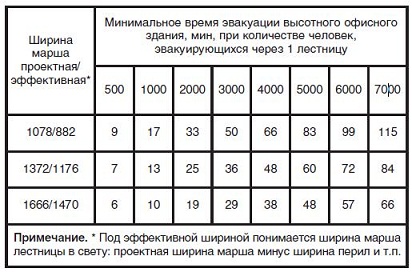 Ширина марша проектная/эффективная*
Минимальное время эвакуации высотного офисного
здания, мин, при количестве человек,
эвакуирующихся через 1 лестницу
500 1000 2000 3000 4000 5000 6000 7000
1078/882 9 17 33 50 66 83 99 115
1372/1176 7 13 25 36 48 60 72 84
1666/1470 6 10 19 29 38 48 57 66
Примечание. * Под эффективной шириной понимается ширина марша
лестницы в свету: проектная ширина марша минус ширина перил и т.п.